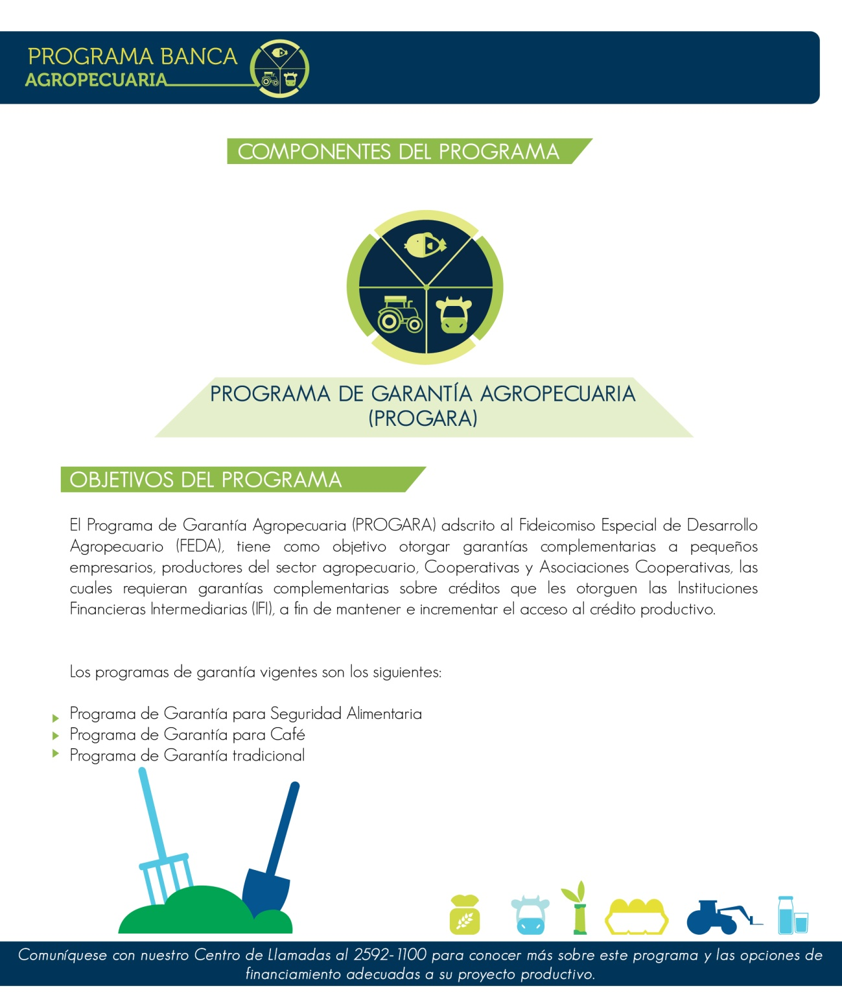 PROGRAMA BANCA
AGROPECUARIA
COMPONENTES DEL PROGRAMA
PROGRAMA DE GARANTÍA AGROPECUARIA
(PROGARA)
OBJETIVOS DEL PROGRAMA
El Programa de Garantía Agropecuaria (PROGARA) adscrito al Fideicomiso Especial de Desarrollo
Agropecuario (FEDA), tiene como objetivo otorgar garantías complementarias a pequeños
empresarios, productores del sector agropecuario, Cooperativas y Asociaciones Cooperativas, las
cuales requieran garantías complementarias sobre créditos que les otorguen las Instituciones
Financieras Intermediarias (IFI), a fin de mantener e incrementar el acceso al crédito productivo.
Los programas de garantía vigentes son los siguientes:
Programa de Garantía para Seguridad Alimentaria
Programa de Garantía para Café
Programa de Garantía tradicional
Comuníquese con nuestro Centro de Llamadas al 2592-1100 para conocer más sobre este programa y las opciones de
financiamiento adecuadas a su proyecto productivo.